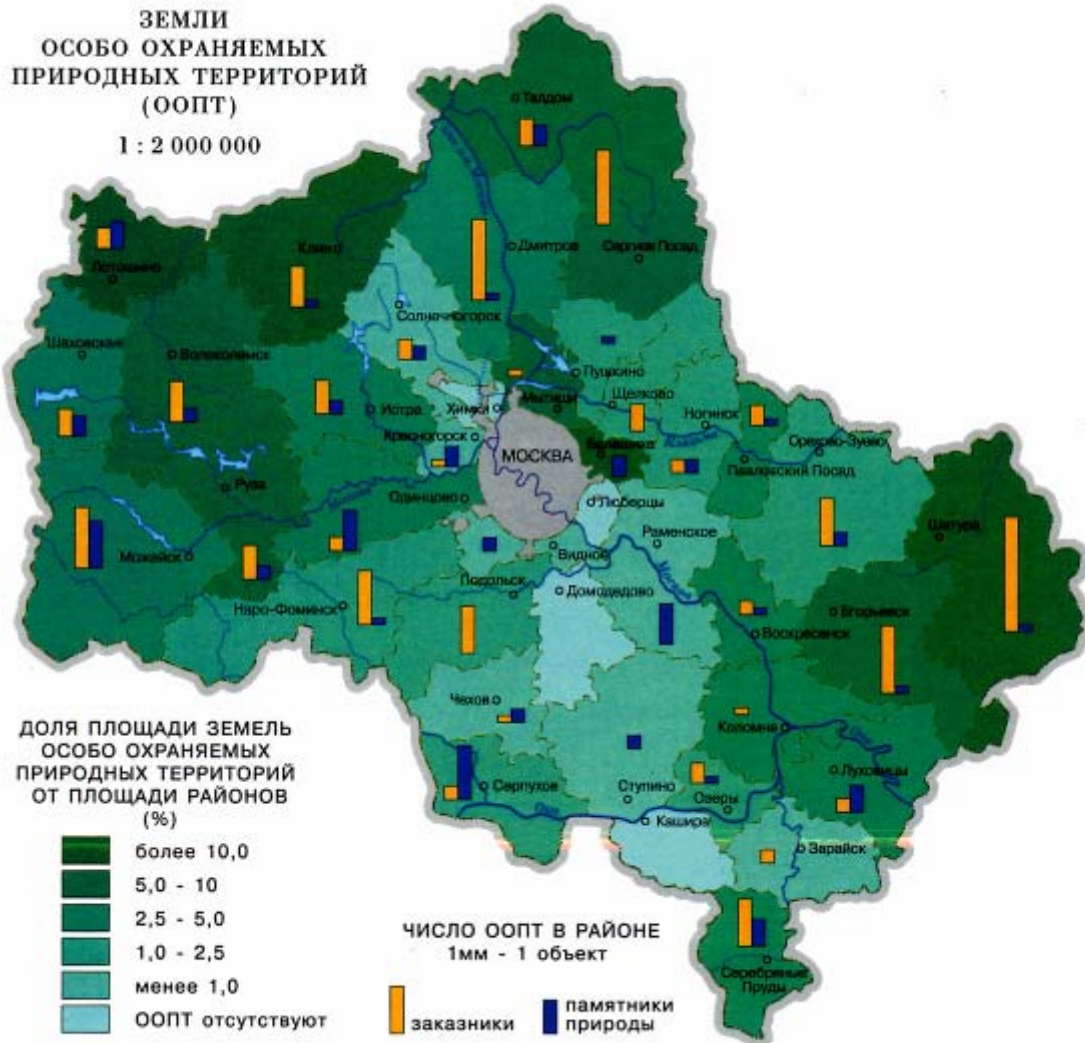 ЗЕМЛИ
ОСОБО ОХРАНЯЕМЫХ
ПРИРОДНЫХ ТЕРРИТОРИЙ
(ООПТ)
1 : 2 000 000
Талдом
Сергиев Посад
Дмитров
Клин
Лотошино
Солнечногорск
Шаховская
Волоколамск
Пушкино
Щелково
Мытищи
Химки
Истра
Ногинск
Красногорск
Орехово-Зуево
Балашиха
МОСКВА
Павловский Посад
Руза
Одинцово
Люберцы
Шатура
Раменское
Можайск
Видное
Москва
Подольск
Домодедово
Наро-Фоминск
Егорьевск
Воскресенск
Чехов
Коломна
Луховицы
Серпухов
Озеры
Ступино
Ока
Кашира
Зарайск
Серебряные
Пруды
ДОЛЯ ПЛОЩАДИ ЗЕМЕЛЬ
ОСОБО ОХРАНЯЕМЫХ
ПРИРОДНЫХ ТЕРРИТОРИЙ
ОТ ПЛОЩАДИ РАЙОНОВ
(%)
более 10,0
5,0 - 10
2,5 - 5,0
1,0 - 2,5
менее 1,0
ООПТ отсутствуют
ЧИСЛО ООПТ В РАЙОНЕ
1мм - 1 объект
заказники
памятники
природы